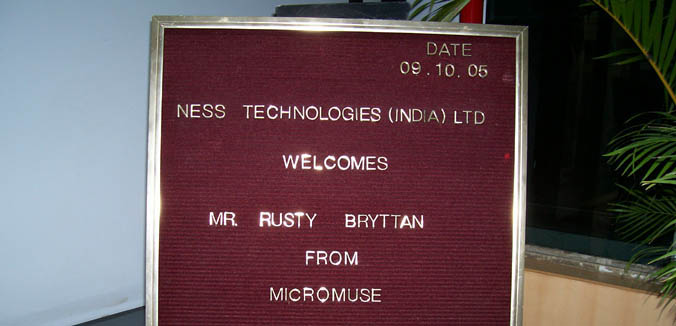 DATE
09.10.05
NESS TECHNOLOGIES (INDIA) LTD
WELCOMES
MR. RUSTY BRYTTAN
FROM
MICROMUSE